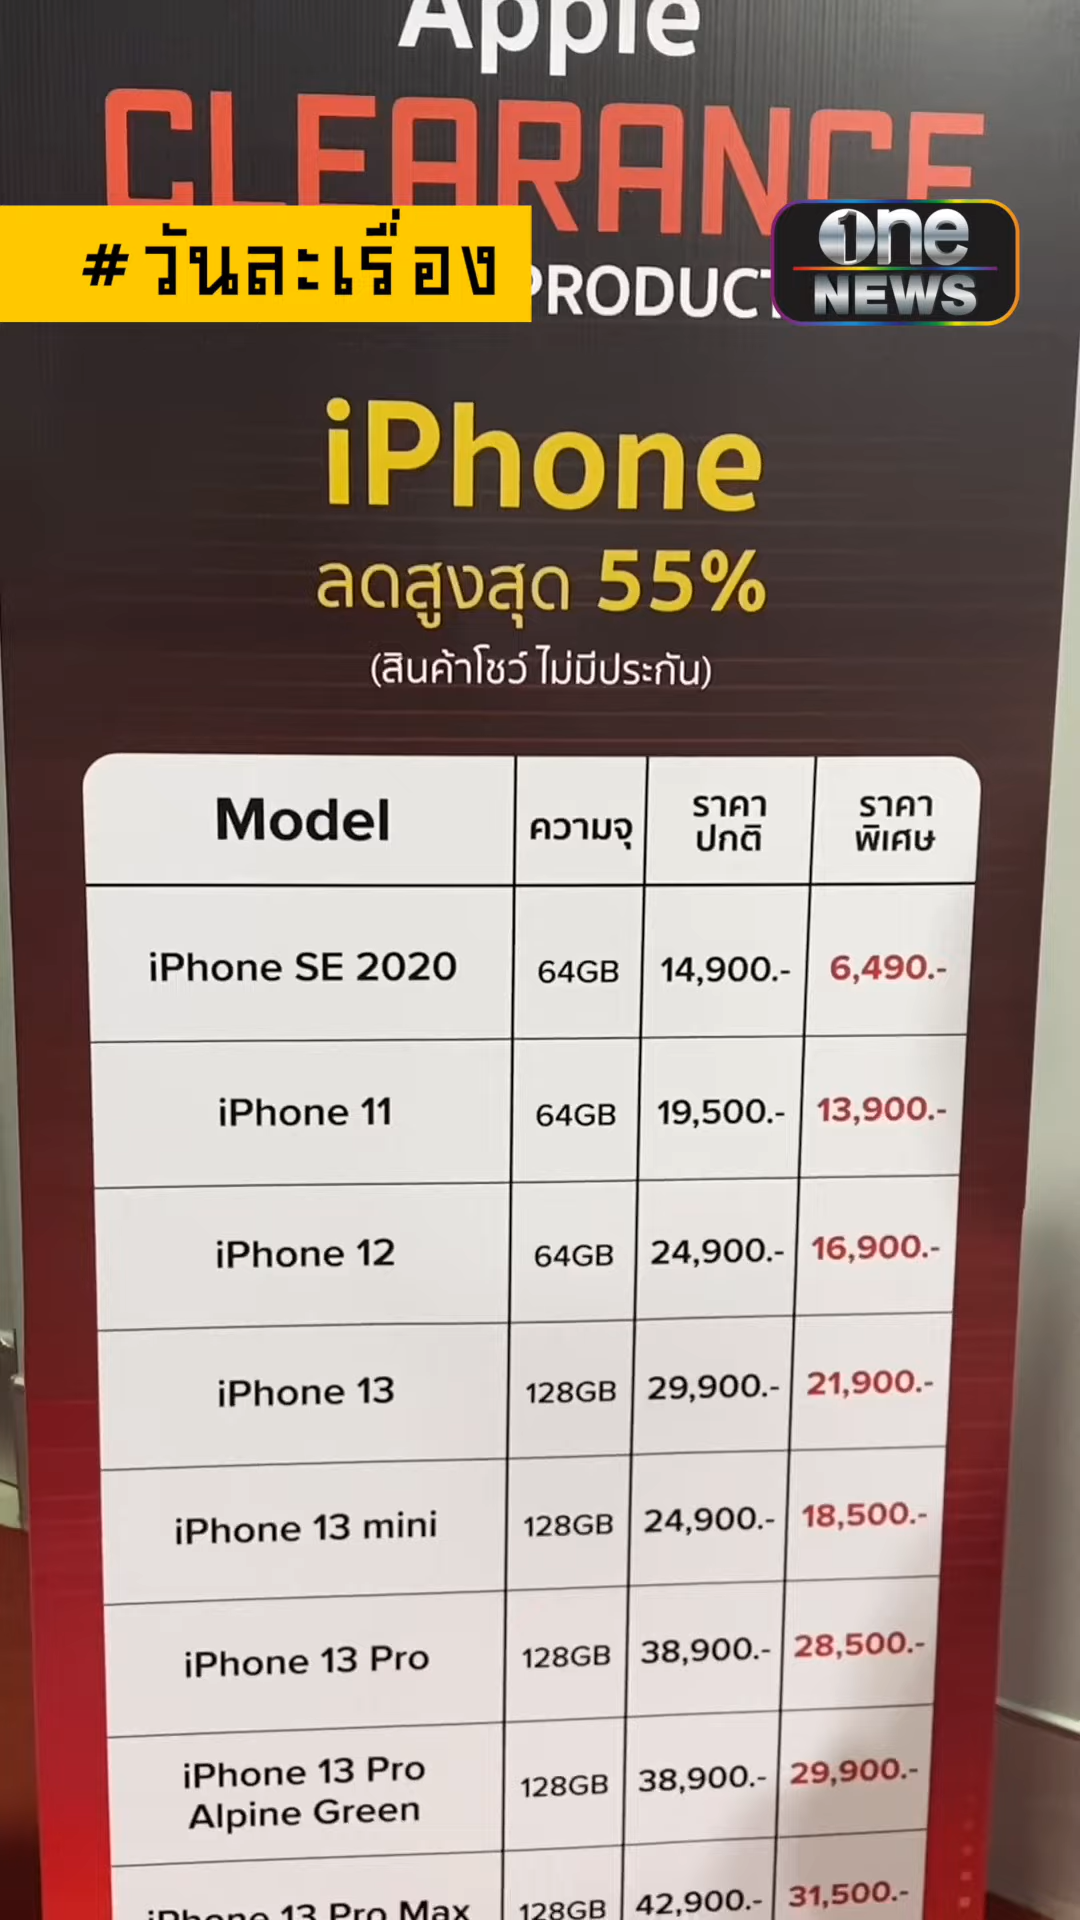 Apple
CLEARANCE
#วันละเรื่อง
one
NEWS
PRODUCT
iPhone
ลดสูงสุด 55%
(สินค้าโชว์ ไม่มีประกัน)
Model ความจุ ราคาปกติ ราคาพิเศษ
iPhone SE 2020 64GB 14,900.- 6,490.-
iPhone 11 64GB 19,500.- 13,900.-
iPhone 12 64GB 24,900.- 16,900.-
iPhone 13 128GB 29,900.- 21,900.-
iPhone 13 mini 128GB 24,900.- 18,500.-
iPhone 13 Pro 128GB 38,900.- 28,500.-
iPhone 13 Pro
Alpine Green 128GB 38,900.- 29,900.-
iPhone 13 Pro Max 128GB 42,900.- 31,500.-